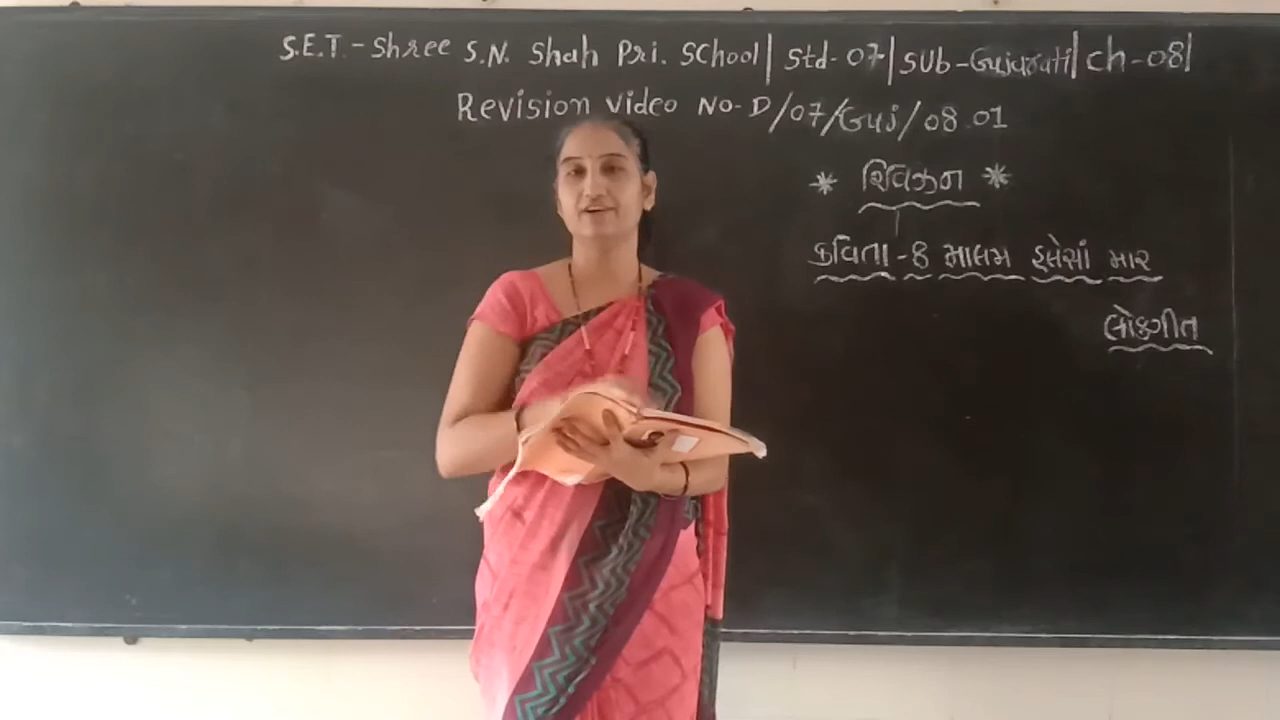 S.E.T. - Shree S.N. Shah Pri. School | Std - 07 | Sub - Gujarati | Ch - 08 |
Revision Video No - D/07/Guj/08.01
* રિવિઝન *
કવિતા - 8 માલમ હલેસાં માર
લોકગીત